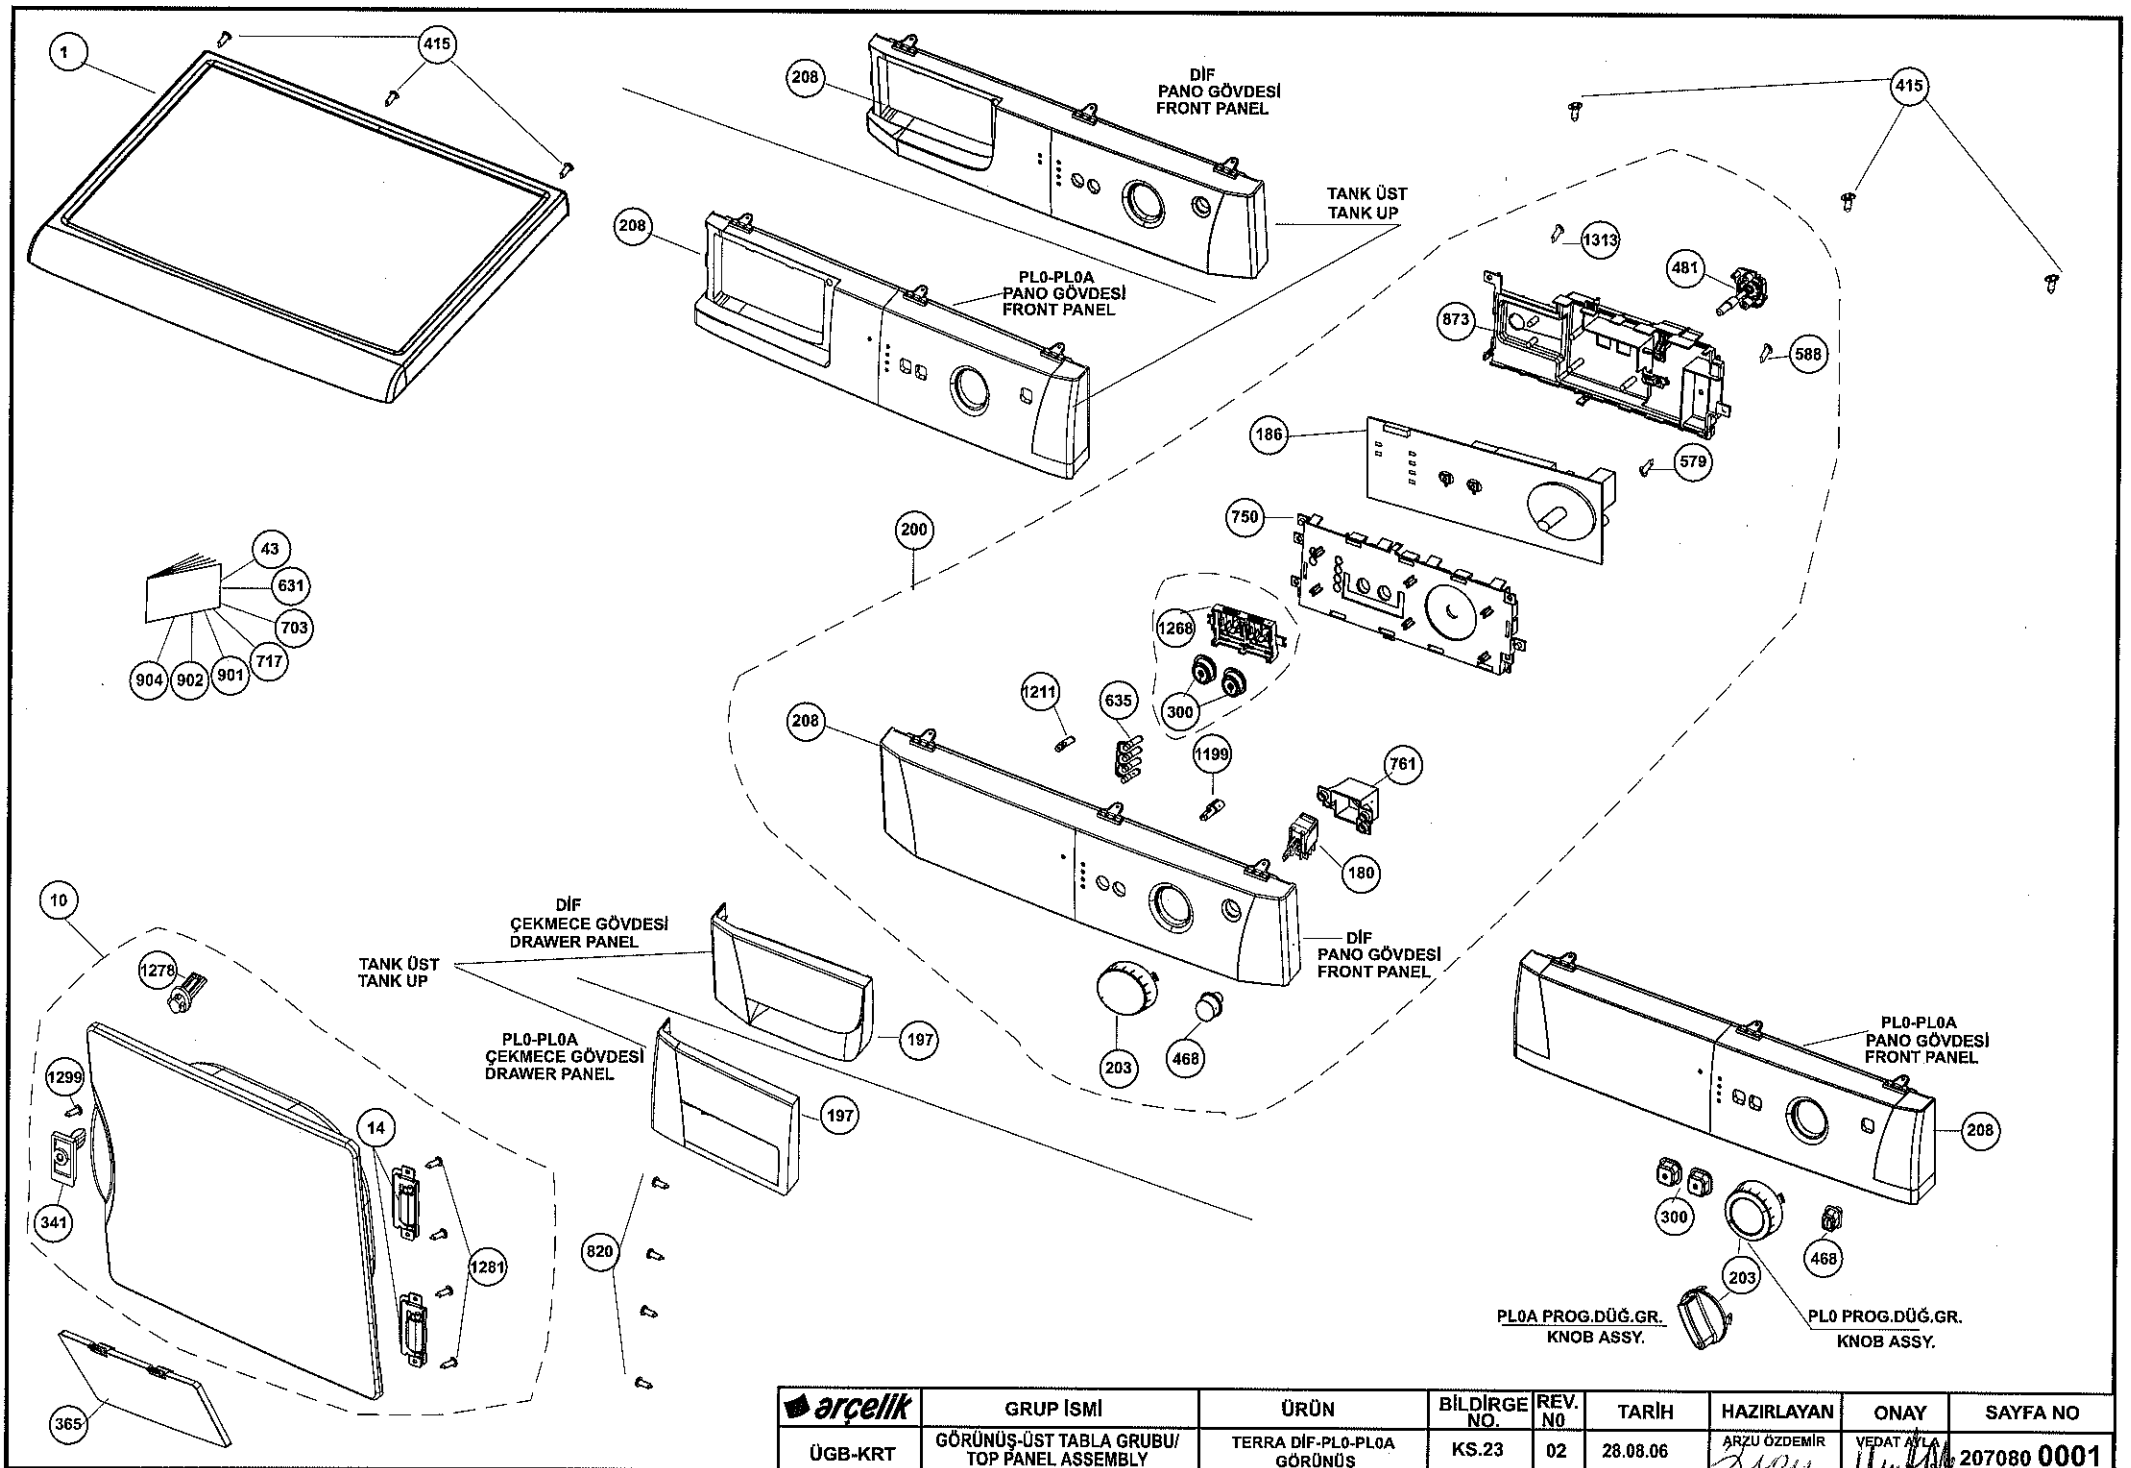 1
415
208
DİF
PANO GÖVDESİ
FRONT PANEL
415
TANK ÜST
TANK UP
208
PL0-PL0A
PANO GÖVDESİ
FRONT PANEL
1313
481
873
588
186
579
750
200
43
631
703
717
901
902
904
1268
300
1211
635
208
1199
761
180
10
DİF
ÇEKMECE GÖVDESİ
DRAWER PANEL
TANK ÜST
TANK UP
DİF
PANO GÖVDESİ
FRONT PANEL
1278
197
203
468
PL0-PL0A
ÇEKMECE GÖVDESİ
DRAWER PANEL
PL0-PL0A
PANO GÖVDESİ
FRONT PANEL
1299
14
197
208
341
300
820
1281
468
203
PL0A PROG.DÜĞ.GR.
KNOB ASSY.
PL0 PROG.DÜĞ.GR.
KNOB ASSY.
365
arçelik
GRUP İSMİ
ÜRÜN
BİLDİRGE NO.
REV. N0
TARİH
HAZIRLAYAN
ONAY
SAYFA NO
ÜGB-KRT
GÖRÜNÜŞ-ÜST TABLA GRUBU/
TOP PANEL ASSEMBLY
TERRA DİF-PL0-PL0A
GÖRÜNÜŞ
KS.23
02
28.08.06
ARZU ÖZDEMİR
VEDAT AYLA
207080 0001